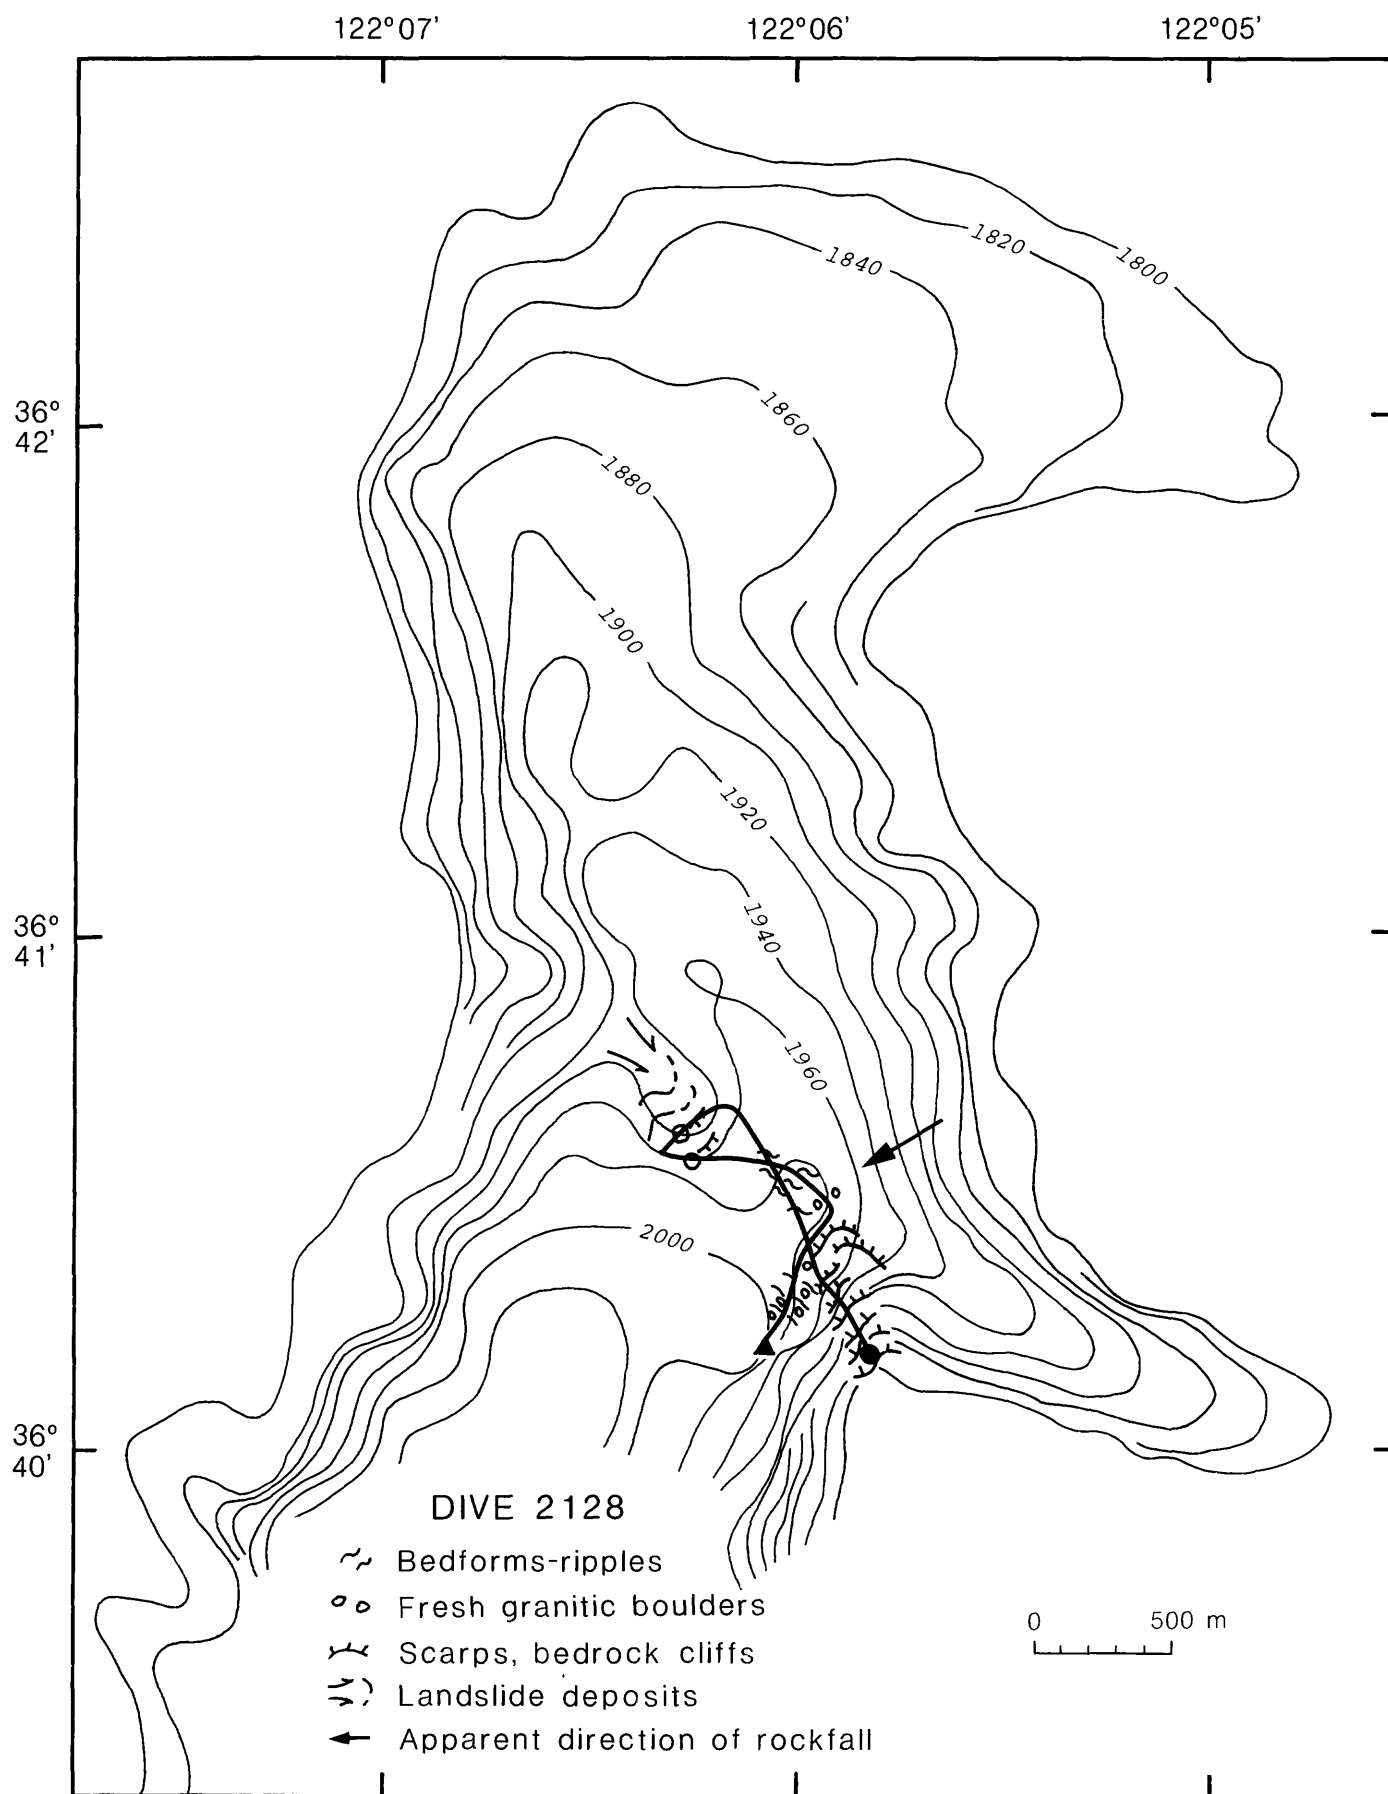 122°07' 122°06' 122°05'
1800
1820
1840
1860
36°
42'
1880
1900
1920
1940
36°
41'
1960
2000
36°
40'
DIVE 2128
Bedforms-ripples
Fresh granitic boulders
0 500 m
Scarps, bedrock cliffs
Landslide deposits
Apparent direction of rockfall